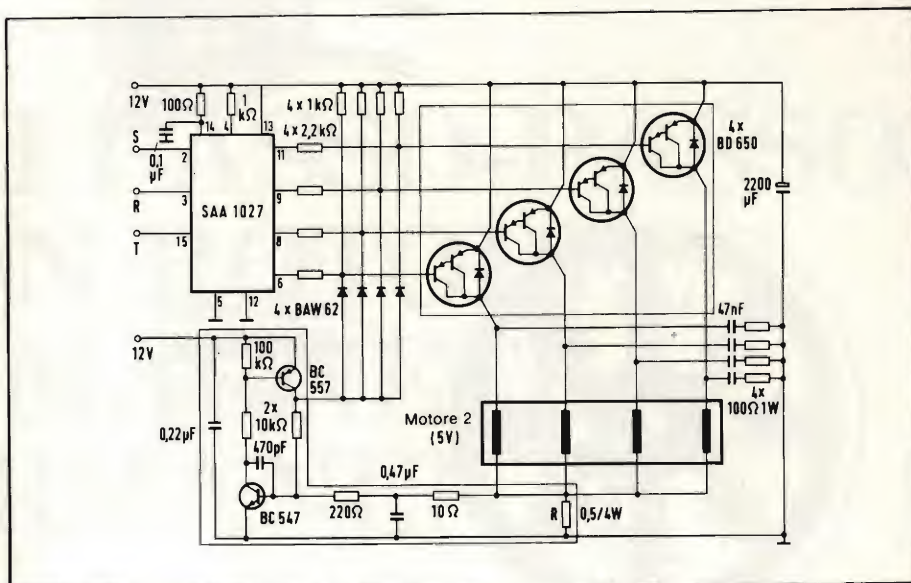 12V
100Ω
1
kΩ
4 x 1kΩ
4 x 2,2kΩ
4x
BD 650
S
0,1
µF
14
4
13
2
11
2200
µF
R
3
SAA 1027
9
T
15
8
6
5
12
4 x BAW 62
47nF
12V
100
kΩ
BC
557
4x
100Ω 1W
2x
10kΩ
Motore 2
(5V)
0,22µF
470pF
0,47µF
BC 547
220Ω
10Ω
R
0,5/4W